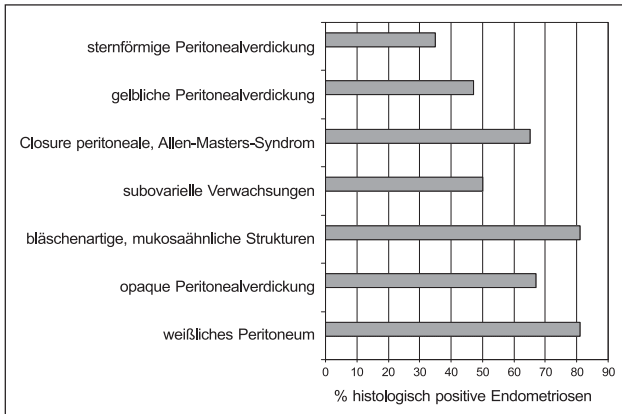 sternförmige Peritonealverdickung
gelbliche Peritonealverdickung
Closure peritoneale, Allen-Masters-Syndrom
subovarielle Verwachsungen
bläschenartige, mukosaähnliche Strukturen
opaque Peritonealverdickung
weißliches Peritoneum
0 10 20 30 40 50 60 70 80 90
% histologisch positive Endometriosen